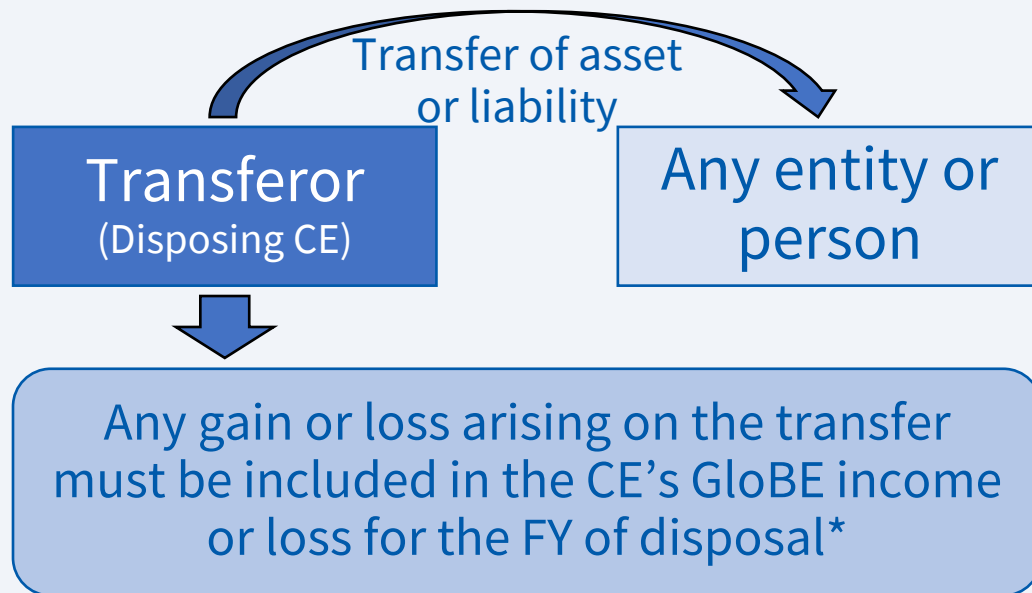 Transfer of asset
or liability
Transferor
(Disposing CE)
Any entity or
person
Any gain or loss arising on the transfer
must be included in the CE’s GloBE income
or loss for the FY of disposal*